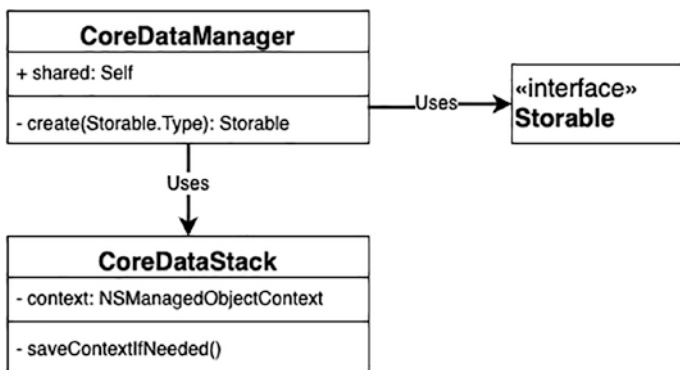 CoreDataManager
+ shared: Self
- create(Storable.Type): Storable
Uses
«interface»
Storable
Uses
CoreDataStack
- context: NSManagedObjectContext
- saveContextIfNeeded()